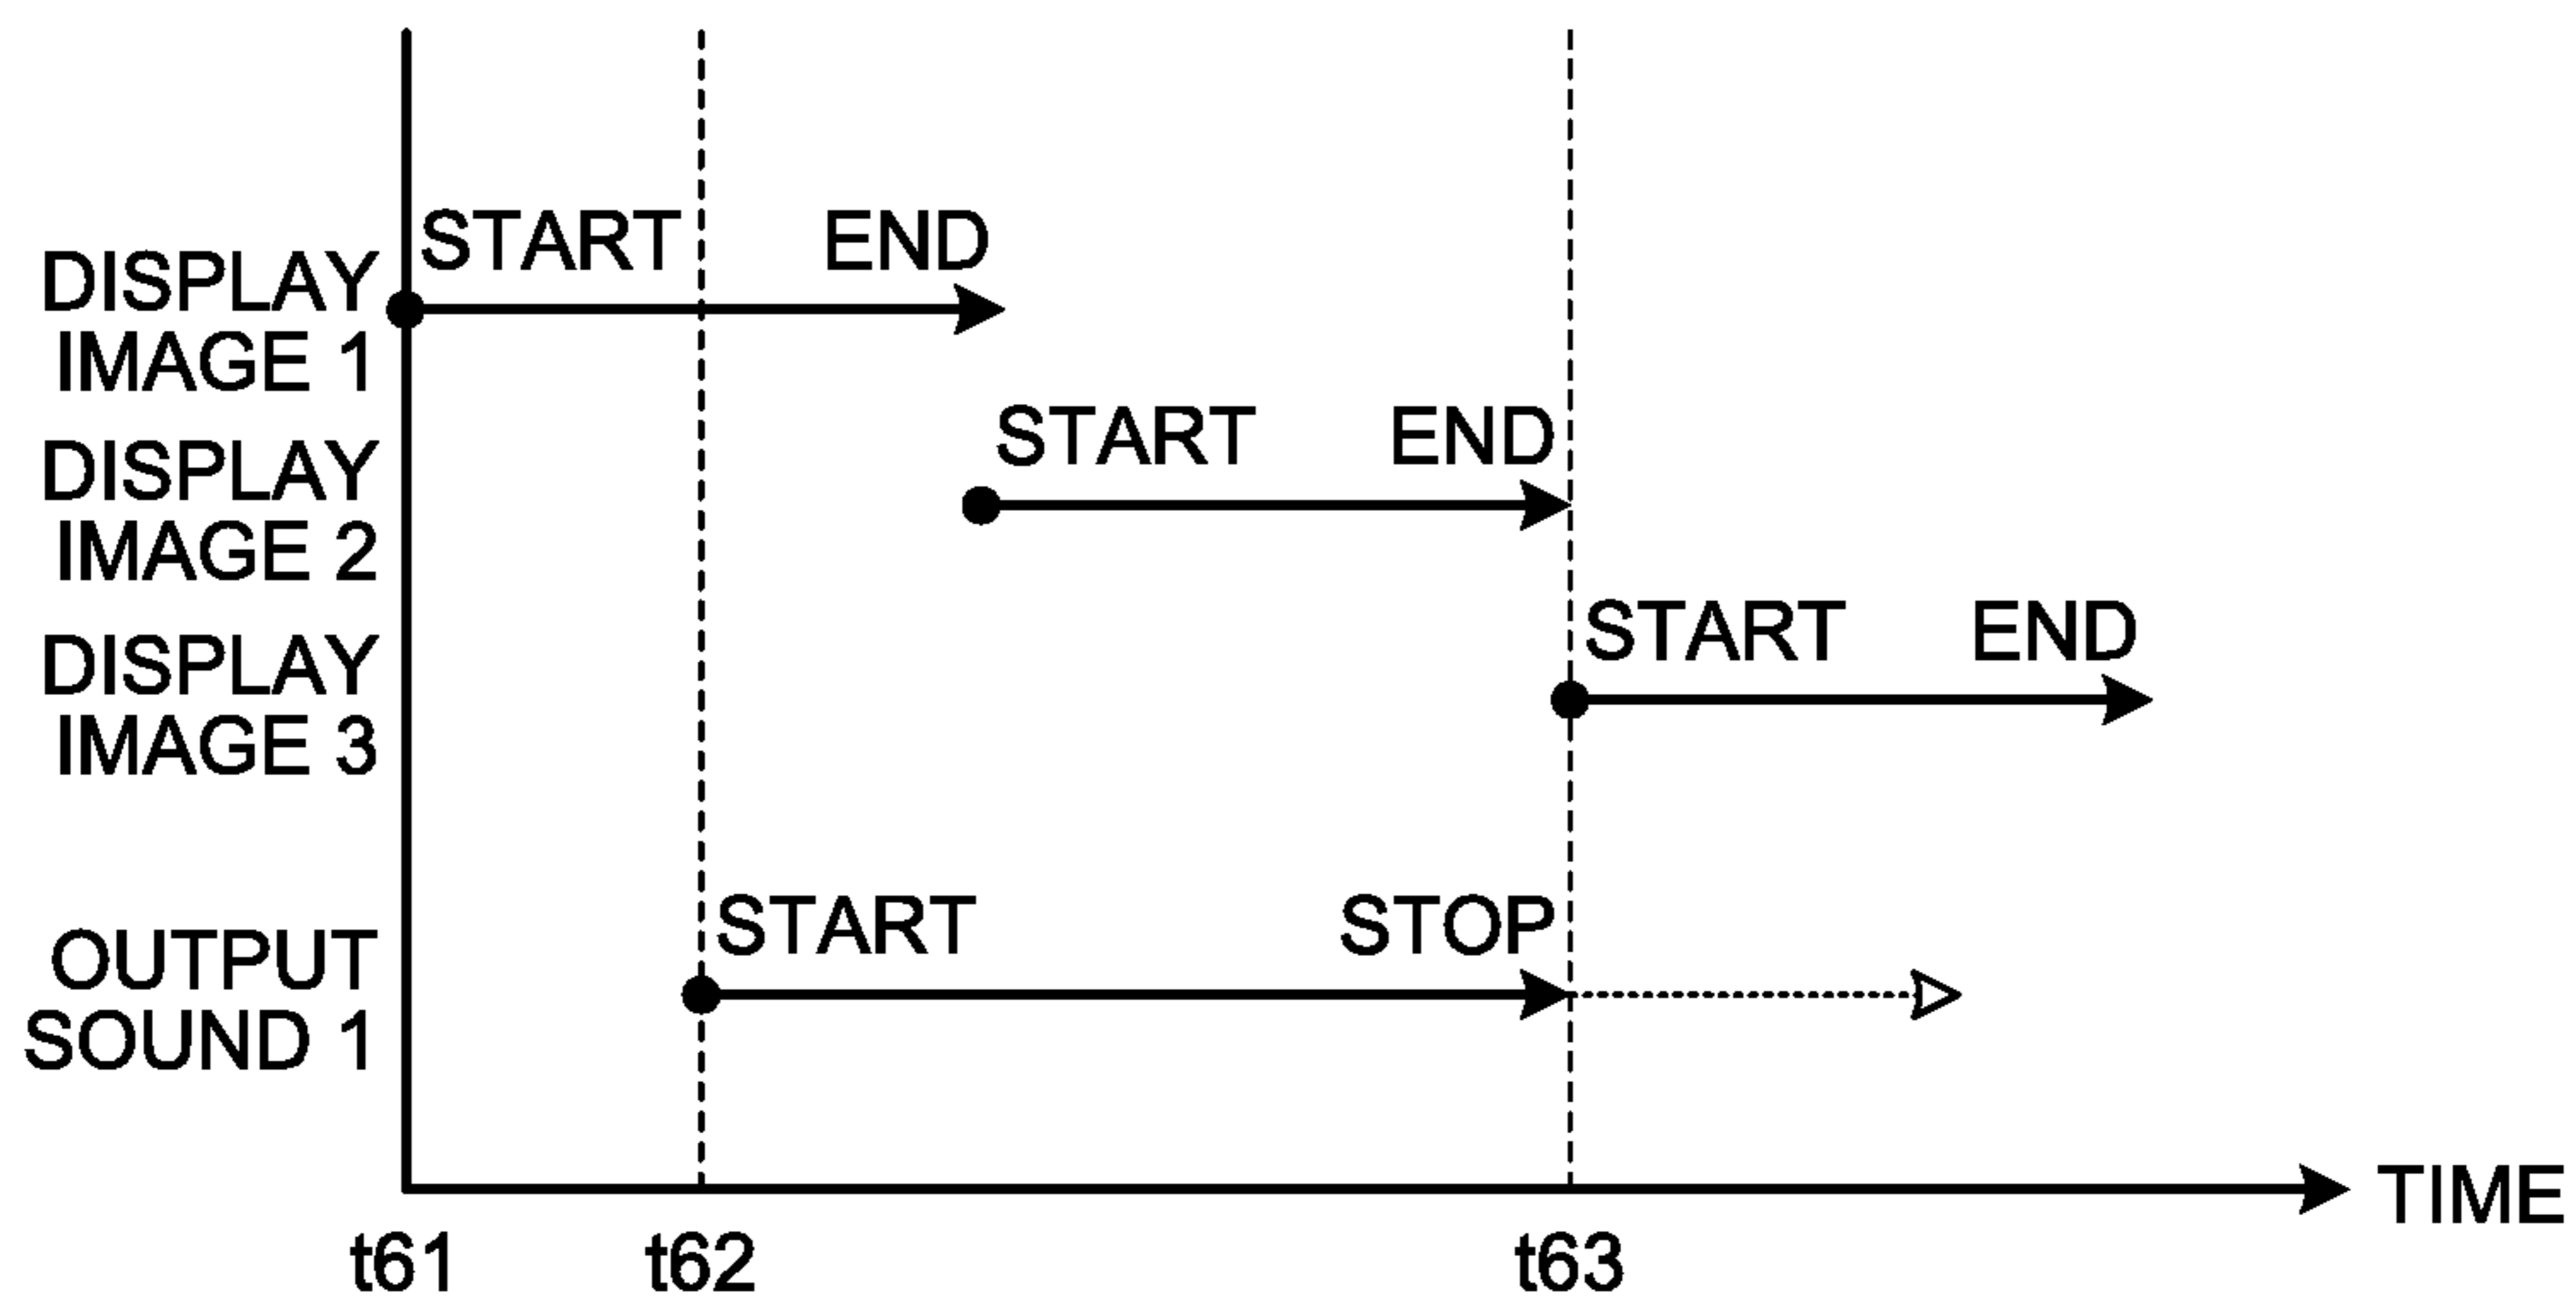 START END
DISPLAY
IMAGE 1
START END
DISPLAY
IMAGE 2
START END
DISPLAY
IMAGE 3
START STOP
OUTPUT
SOUND 1
TIME
t61 t62 t63